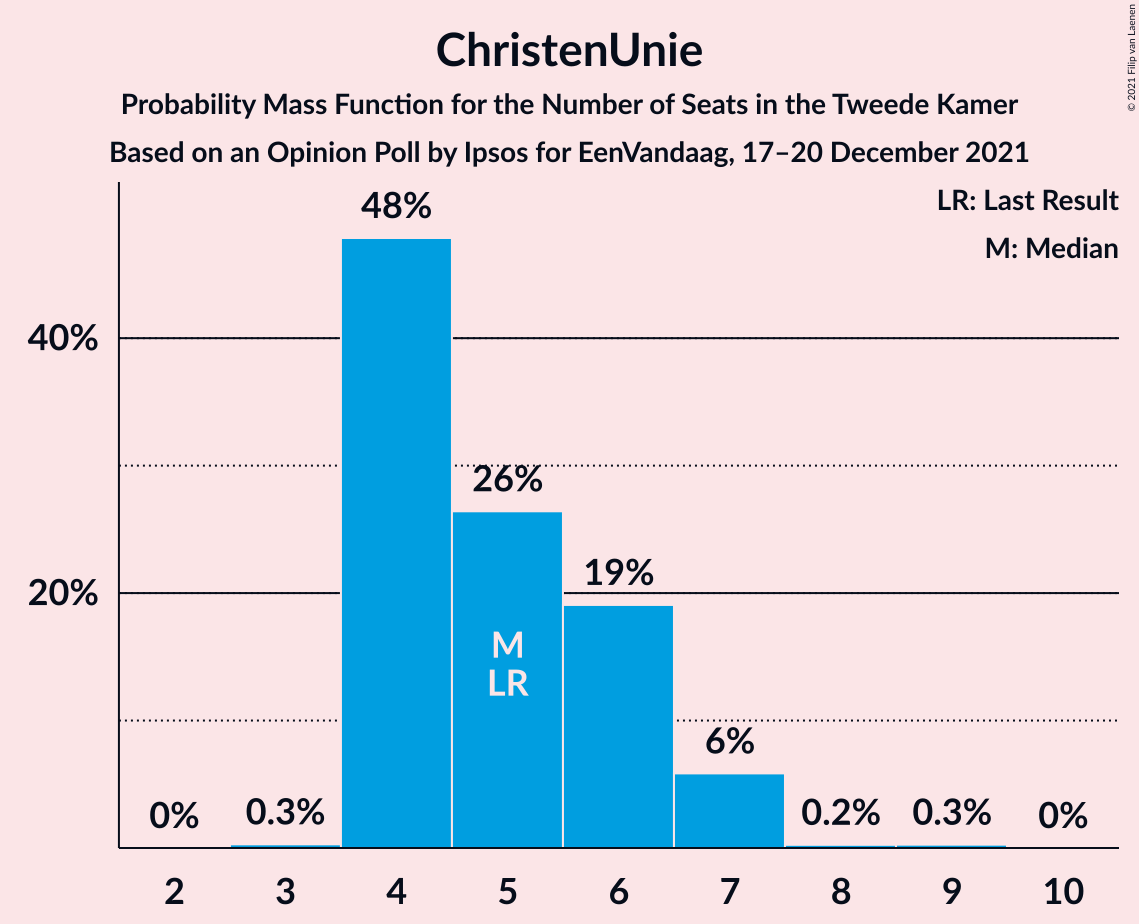 ChristenUnie
Probability Mass Function for the Number of Seats in the Tweede Kamer
Based on an Opinion Poll by Ipsos for EenVandaag, 17–20 December 2021
© 2021 Filip van Laenen
LR: Last Result
M: Median
48%
40%
26%
20%
19%
M
LR
6%
0%
0.3%
0.2%
0.3%
0%
2 3 4 5 6 7 8 9 10